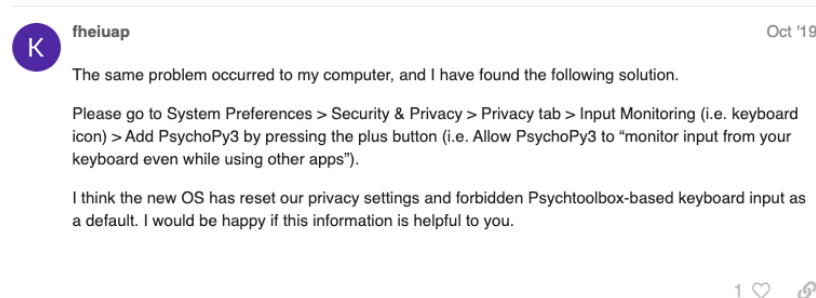 K
fheiuap
Oct '19
The same problem occurred to my computer, and I have found the following solution.
Please go to System Preferences > Security & Privacy > Privacy tab > Input Monitoring (i.e. keyboard
icon) > Add PsychoPy3 by pressing the plus button (i.e. Allow PsychoPy3 to “monitor input from your
keyboard even while using other apps”).
I think the new OS has reset our privacy settings and forbidden Psychtoolbox-based keyboard input as
a default. I would be happy if this information is helpful to you.
1